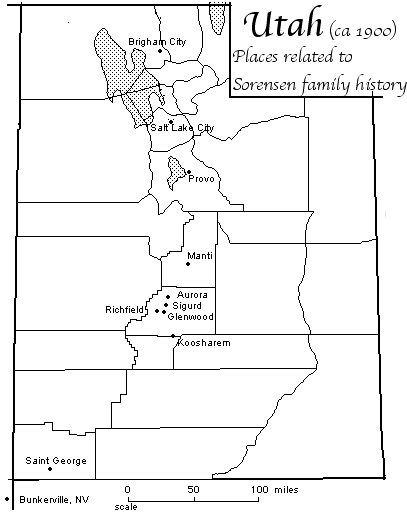 Utah (ca 1900)
Places related to
Sorensen family history
Brigham City
Salt Lake City
Provo
Manti
Aurora
Sigurd
Richfield
Glenwood
Koosharem
Saint George
Bunkerville, NV
0 50 100 miles
scale